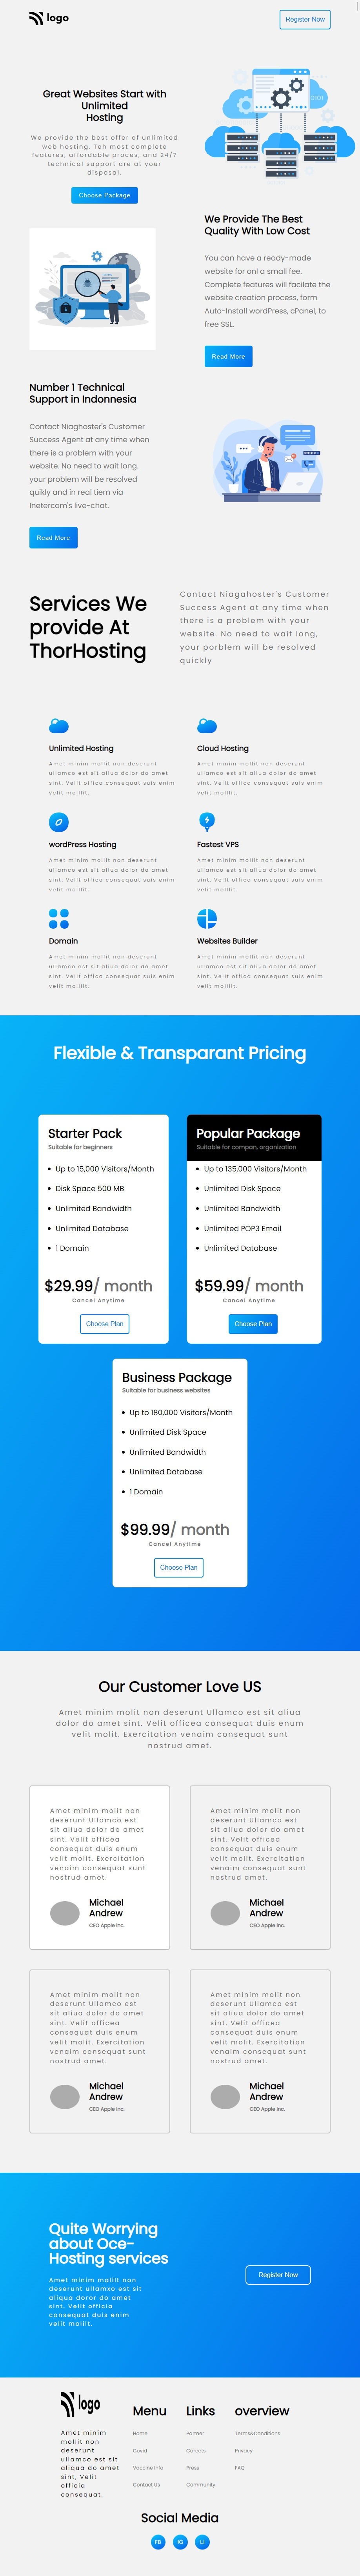 logo
Register Now
Great Websites Start with
Unlimited
Hosting
We provide the best offer of unlimited
web hosting. Teh most complete
features, affordable proces, and 24/7
technical support are at your
disposal.
Choose Package
We Provide The Best
Quality With Low Cost
You can have a ready-made
website for onl a small fee.
Complete features will facilate the
website creation process, form
Auto-Install wordPress, cPanel, to
free SSL.
Read More
Number 1 Technical
Support in Indonnesia
Contact Niaghoster's Customer
Success Agent at any time when
there is a problem with your
website. No need to wait long.
your problem will be resolved
quikly and in real tiem via
Inetercom's live-chat.
Read More
Services We
provide At
ThorHosting
Contact Niagahoster's Customer
Success Agent at any time when
there is a problem with your
website. No need to wait long,
your porblem will be resolved
quickly
Unlimited Hosting
Amet minim mollit non deserunt
ullamco est sit aliua dolor do amet
sint. Velit offica consequat suis enim
velit mollit.
Cloud Hosting
Amet minim mollit non deserunt
ullamco est sit aliua dolor do amet
sint. Velit offica consequat suis enim
velit mollit.
wordPress Hosting
Amet minim mollit non deserunt
ullamco est sit aliua dolor do amet
sint. Velit offica consequat suis enim
velit mollit.
Fastest VPS
Amet minim mollit non deserunt
ullamco est sit aliua dolor do amet
sint. Velit offica consequat suis enim
velit mollit.
Domain
Amet minim mollit non deserunt
ullamco est sit aliua dolor do amet
sint. Velit offica consequat suis enim
velit mollit.
Websites Builder
Amet minim mollit non deserunt
ullamco est sit aliua dolor do amet
sint. Velit offica consequat suis enim
velit mollit.
Flexible & Transparant Pricing
Starter Pack
Suitable for beginners
Up to 15,000 Visitors/Month
Disk Space 500 MB
Unlimited Bandwidth
Unlimited Database
1 Domain
$29.99/ month
Cancel Anytime
Choose Plan
Popular Package
Suitable for compan, organization
Up to 135,000 Visitors/Month
Unlimited Disk Space
Unlimited Bandwidth
Unlimited POP3 Email
Unlimited Database
$59.99/ month
Cancel Anytime
Choose Plan
Business Package
Suitable for business websites
Up to 180,000 Visitors/Month
Unlimited Disk Space
Unlimited Bandwidth
Unlimited Database
1 Domain
$99.99/ month
Cancel Anytime
Choose Plan
Our Customer Love US
Amet minim molit non deserunt Ullamco est sit aliua
dolor do amet sint. Velit officea consequat duis enum
velit molit. Exercitation venaim consequat sunt
nostrud amet.
Amet minim molit non
deserunt Ullamco est
sit aliua dolor do amet
sint. Velit officea
consequat duis enum
velit molit. Exercitation
venaim consequat sunt
nostrud amet.
Michael
Andrew
CEO Apple inc.
Amet minim molit non
deserunt Ullamco est
sit aliua dolor do amet
sint. Velit officea
consequat duis enum
velit molit. Exercitation
venaim consequat sunt
nostrud amet.
Michael
Andrew
CEO Apple inc.
Amet minim molit non
deserunt Ullamco est
sit aliua dolor do amet
sint. Velit officea
consequat duis enum
velit molit. Exercitation
venaim consequat sunt
nostrud amet.
Michael
Andrew
CEO Apple inc.
Amet minim molit non
deserunt Ullamco est
sit aliua dolor do amet
sint. Velit officea
consequat duis enum
velit molit. Exercitation
venaim consequat sunt
nostrud amet.
Michael
Andrew
CEO Apple inc.
Quite Worrying
about Oce-
Hosting services
Amet minim mallit non
deserunt ullamxo est sit
aliqua doror do amet
sint. Velit officia
consequat duis enim
velit mollit.
Register Now
logo
Amet minim
mollit non
deserunt
ullamco est sit
aliqua do amet
sint, Velit
officia
consequat.
Menu
Home
Covid
Vaccine Info
Contact Us
Links
Partner
Careels
Press
Community
overview
Terms&Conditions
Privacy
FAQ
Social Media
FB
IG
LI